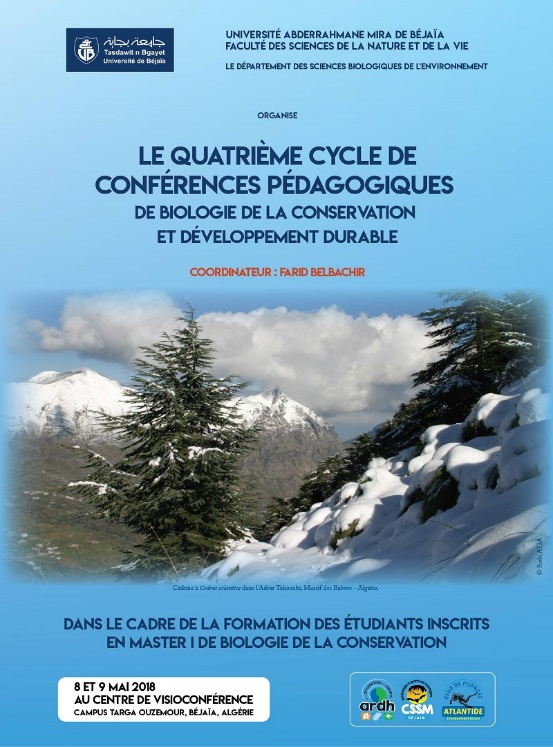 جامعة بجاية
Tasdawit n Bgayet
Université de Béjaïa
UNIVERSITÉ ABDERRAHMANE MIRA DE BÉJAÏA
FACULTÉ DES SCIENCES DE LA NATURE ET DE LA VIE
LE DÉPARTEMENT DES SCIENCES BIOLOGIQUES DE L'ENVIRONNEMENT
ORGANISE
LE QUATRIÈME CYCLE DE
CONFÉRENCES PÉDAGOGIQUES
DE BIOLOGIE DE LA CONSERVATION
ET DÉVELOPPEMENT DURABLE
COORDINATEUR : FARID BELBACHIR
Cédraie à Cedrus atlantica dans l'Adrar Takoucht, Massif des Babors - Algérie.
DANS LE CADRE DE LA FORMATION DES ÉTUDIANTS INSCRITS
EN MASTER I DE BIOLOGIE DE LA CONSERVATION
8 ET 9 MAI 2018
AU CENTRE DE VISIOCONFÉRENCE
CAMPUS TARGA OUZEMOUR, BÉJAÏA, ALGÉRIE
ardh
CSSM
BÉJAIA
CLUB DE PLONGÉE
ATLANTIDE